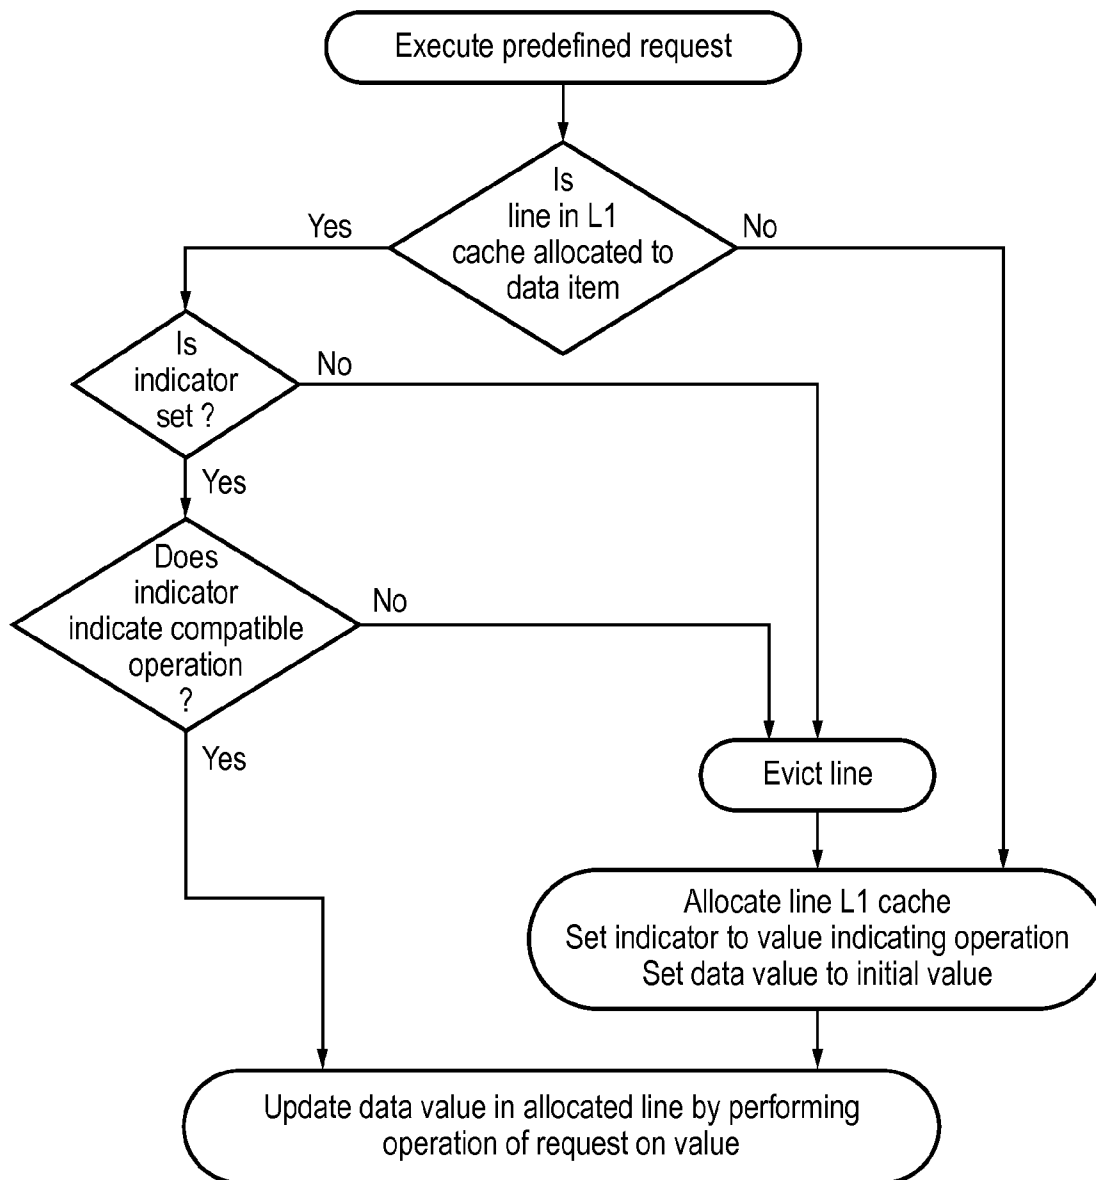 Execute predefined request
Is
line in L1
cache allocated to
data item
Yes
No
Is
indicator
set ?
No
Yes
Does
indicator
indicate compatible
operation
?
No
Yes
Evict line
Allocate line L1 cache
Set indicator to value indicating operation
Set data value to initial value
Update data value in allocated line by performing
operation of request on value